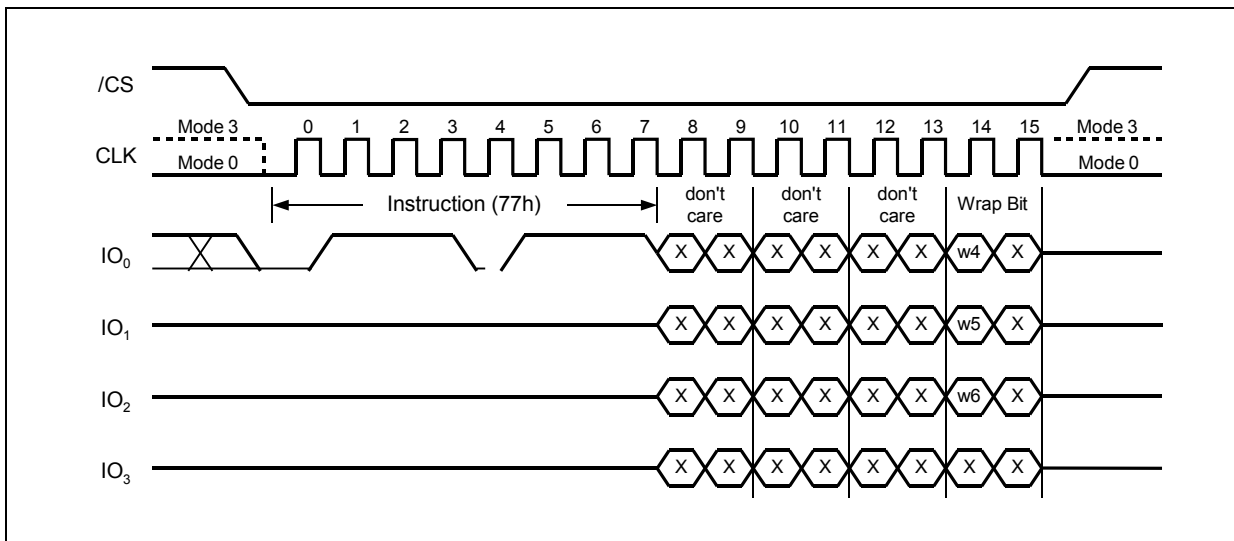 /CS
Mode 3 0 1 2 3 4 5 6 7 8 9 10 11 12 13 14 15 Mode 3
CLK
Mode 0 Mode 0
Instruction (77h) don't care don't care don't care Wrap Bit
IO0 X X X X X X w4 X
IO1 X X X X X X w5 X
IO2 X X X X X X w6 X
IO3 X X X X X X X X